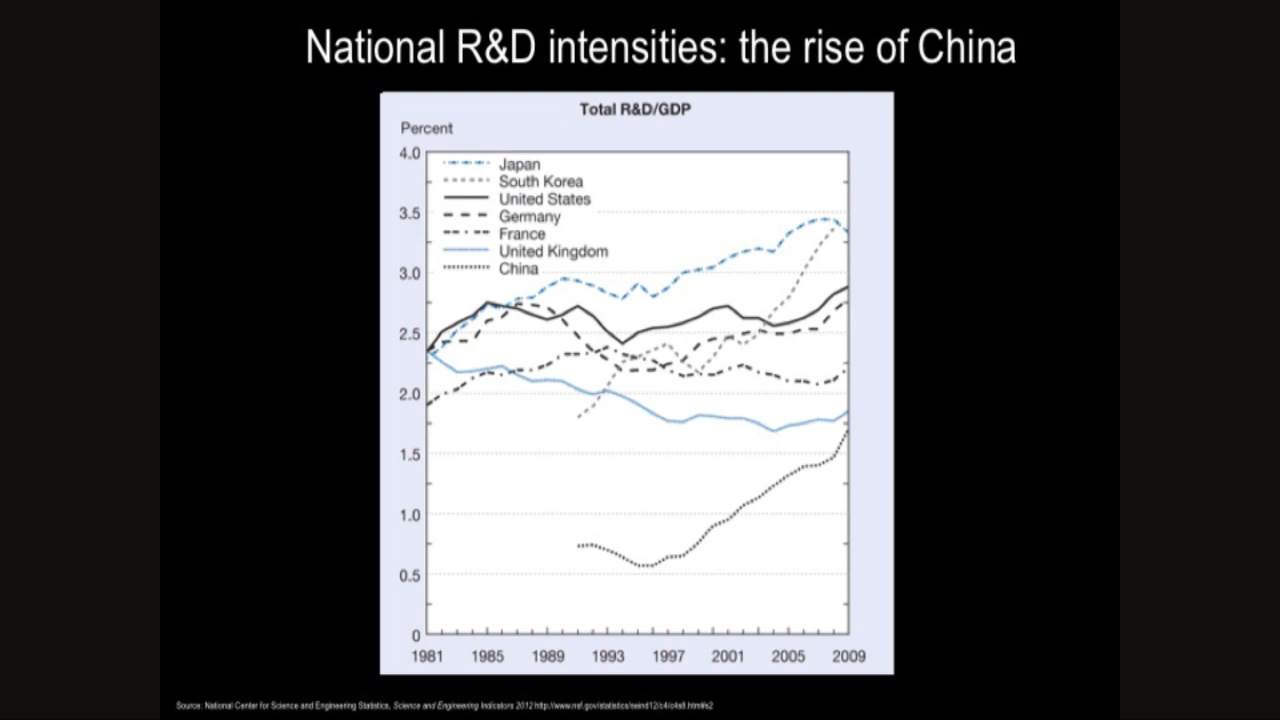 National R&D intensities: the rise of China
Total R&D/GDP
Percent
4.0
3.5
3.0
2.5
2.0
1.5
1.0
0.5
0
Japan
South Korea
United States
Germany
France
United Kingdom
China
1981 1985 1989 1993 1997 2001 2005 2009
Source: National Center for Science and Engineering Statistics, Science and Engineering Indicators 2012